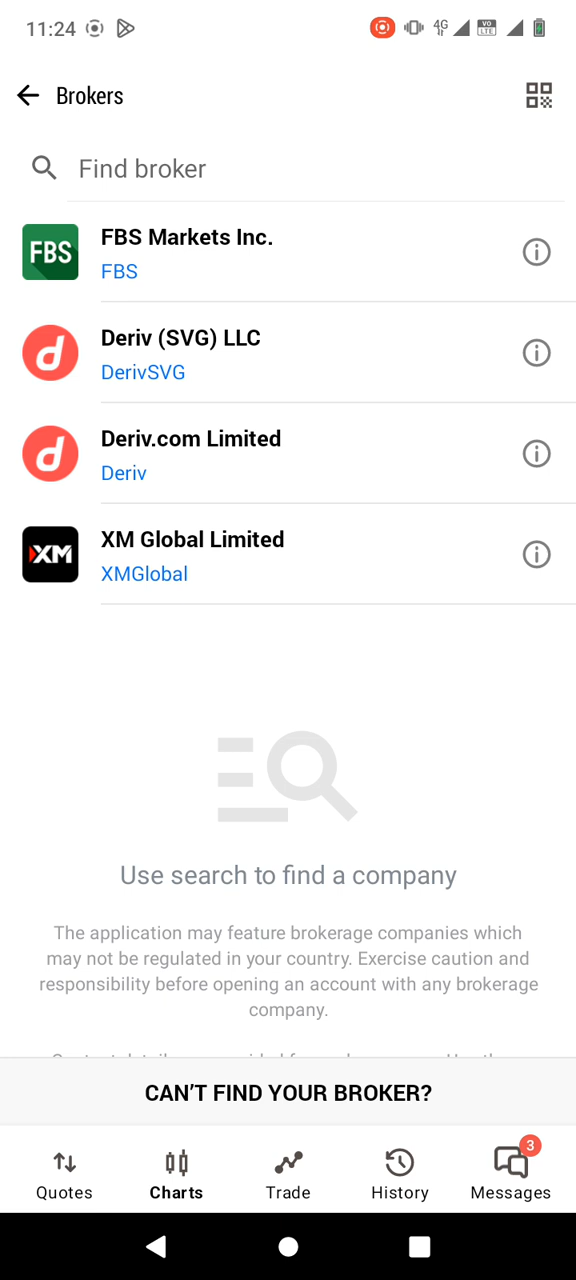 11:24
4G
VO
LTE
Brokers
Find broker
FBS
FBS Markets Inc.
FBS
d
Deriv (SVG) LLC
DerivSVG
d
Deriv.com Limited
Deriv
XM
XM Global Limited
XMGlobal
Use search to find a company
The application may feature brokerage companies which
may not be regulated in your country. Exercise caution and
responsibility before opening an account with any brokerage
company.
CAN'T FIND YOUR BROKER?
3
Quotes
Charts
Trade
History
Messages